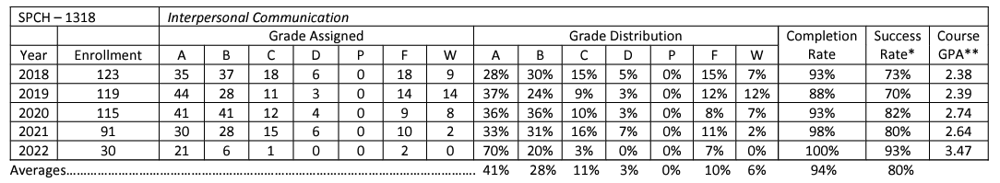 SPCH – 1318 Interpersonal Communication
Grade Assigned Grade Distribution Completion Success Course
Year Enrollment A B C D P F W A B C D P F W Rate Rate* GPA**
2018 123 35 37 18 6 0 18 9 28% 30% 15% 5% 0% 15% 7% 93% 73% 2.38
2019 119 44 28 11 3 0 14 14 37% 24% 9% 3% 0% 12% 12% 88% 70% 2.39
2020 115 41 41 12 4 0 9 8 36% 36% 10% 3% 0% 8% 7% 93% 82% 2.74
2021 91 30 28 15 6 0 10 2 33% 31% 16% 7% 0% 11% 2% 98% 80% 2.64
2022 30 21 6 1 0 0 2 0 70% 20% 3% 0% 0% 7% 0% 100% 93% 3.47
Averages……………………………………………………………………………………… 41% 28% 11% 3% 0% 10% 6% 94% 80%